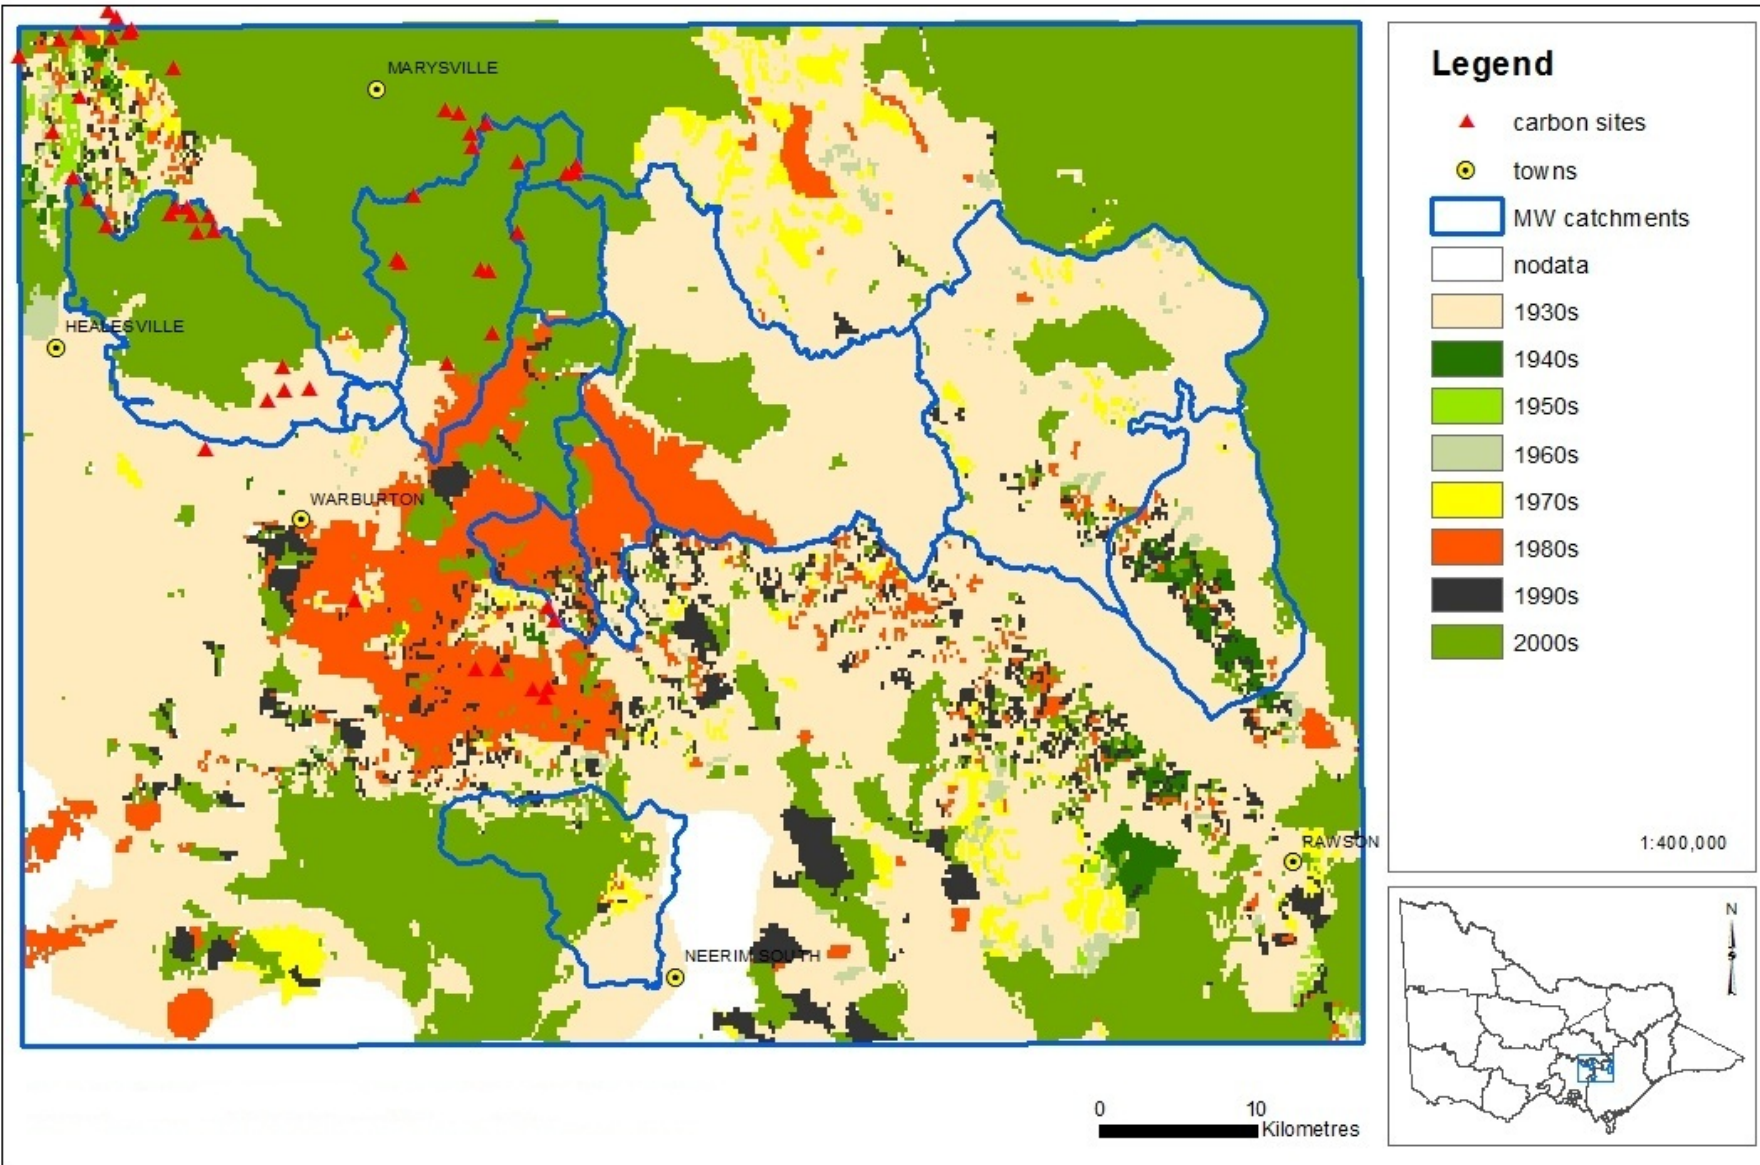 MARYSVILLE
HEALESVILLE
WARBURTON
RAWSON
NEERIM SOUTH
0 10
Kilometres
Legend
carbon sites
towns
MW catchments
nodata
1930s
1940s
1950s
1960s
1970s
1980s
1990s
2000s
1:400,000
N